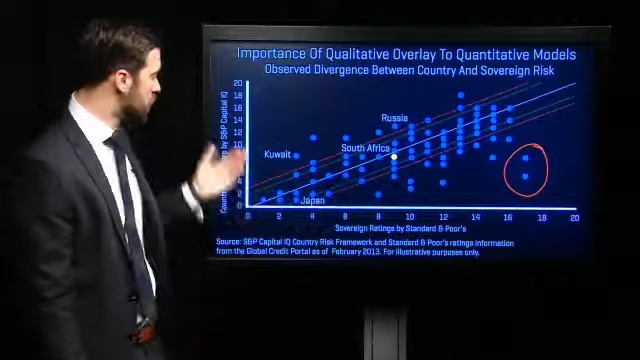 Importance Of Qualitative Overlay To Quantitative Models
Observed Divergence Between Country And Sovereign Risk
20
18
16
14
12
10
8
6
4
2
0
by S&P Capital IQ
Russia
South Africa
Kuwait
Japan
0 2 4 6 8 10 12 14 16 18 20
Sovereign Ratings by Standard & Poor's
Source: S&P Capital IQ Country Risk Framework and Standard & Poor's ratings information
from the Global Credit Portal as of February 2013. For illustrative purposes only.